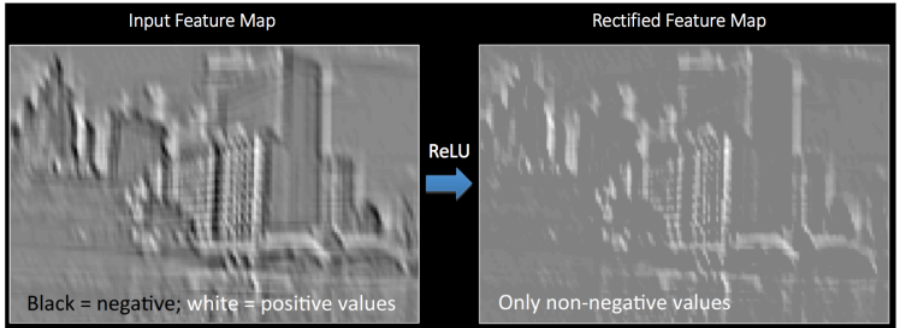 Input Feature Map
Rectified Feature Map
ReLU
Black = negative; white = positive values
Only non-negative values